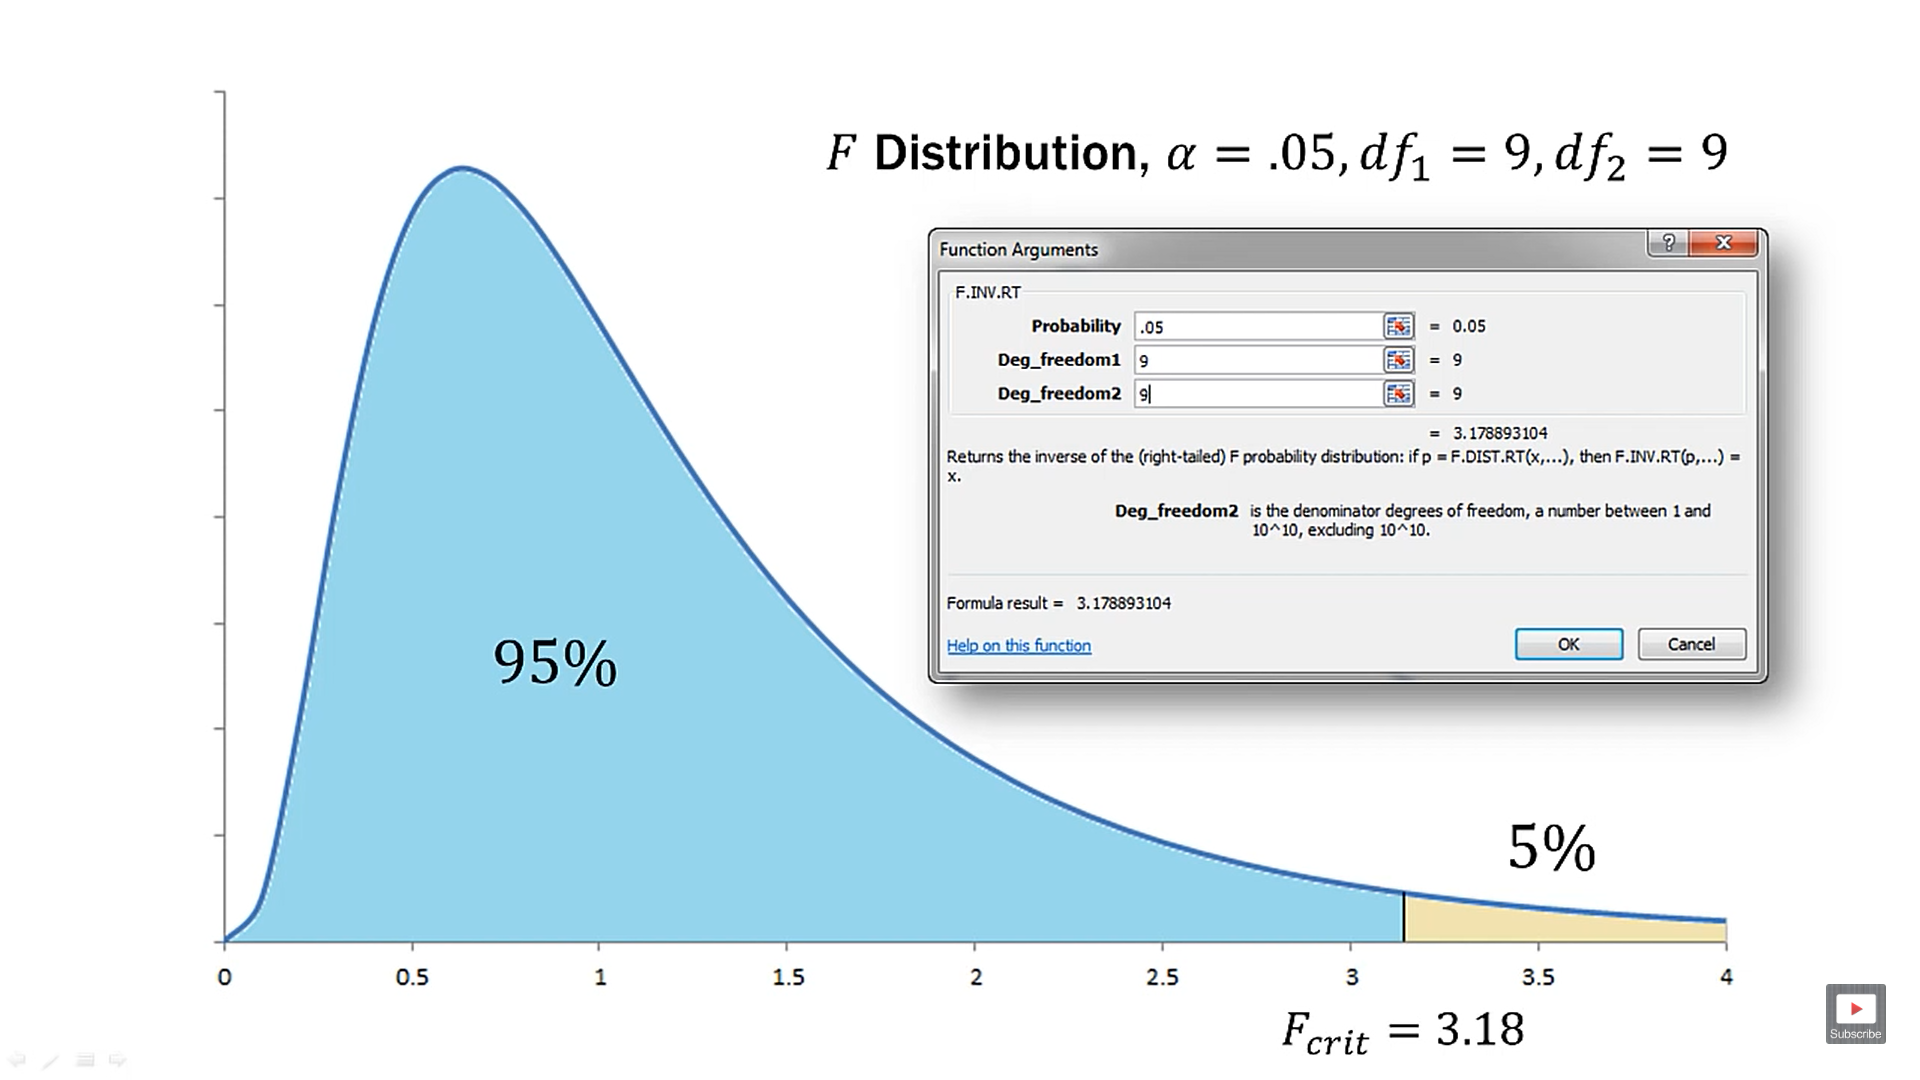 F Distribution, α = .05, df₁ = 9, df₂ = 9
Function Arguments
F.INV.RT
Probability .05 = 0.05
Deg_freedom1 9 = 9
Deg_freedom2 9 = 9
= 3.178893104
Returns the inverse of the (right-tailed) F probability distribution: if p = F.DIST.RT(x,...), then F.INV.RT(p,...) =
x.
Deg_freedom2 is the denominator degrees of freedom, a number between 1 and
10^10, excluding 10^10.
Formula result = 3.178893104
Help on this function
OK Cancel
95%
5%
0 0.5 1 1.5 2 2.5 3 3.5 4
F_crit = 3.18
Subscribe